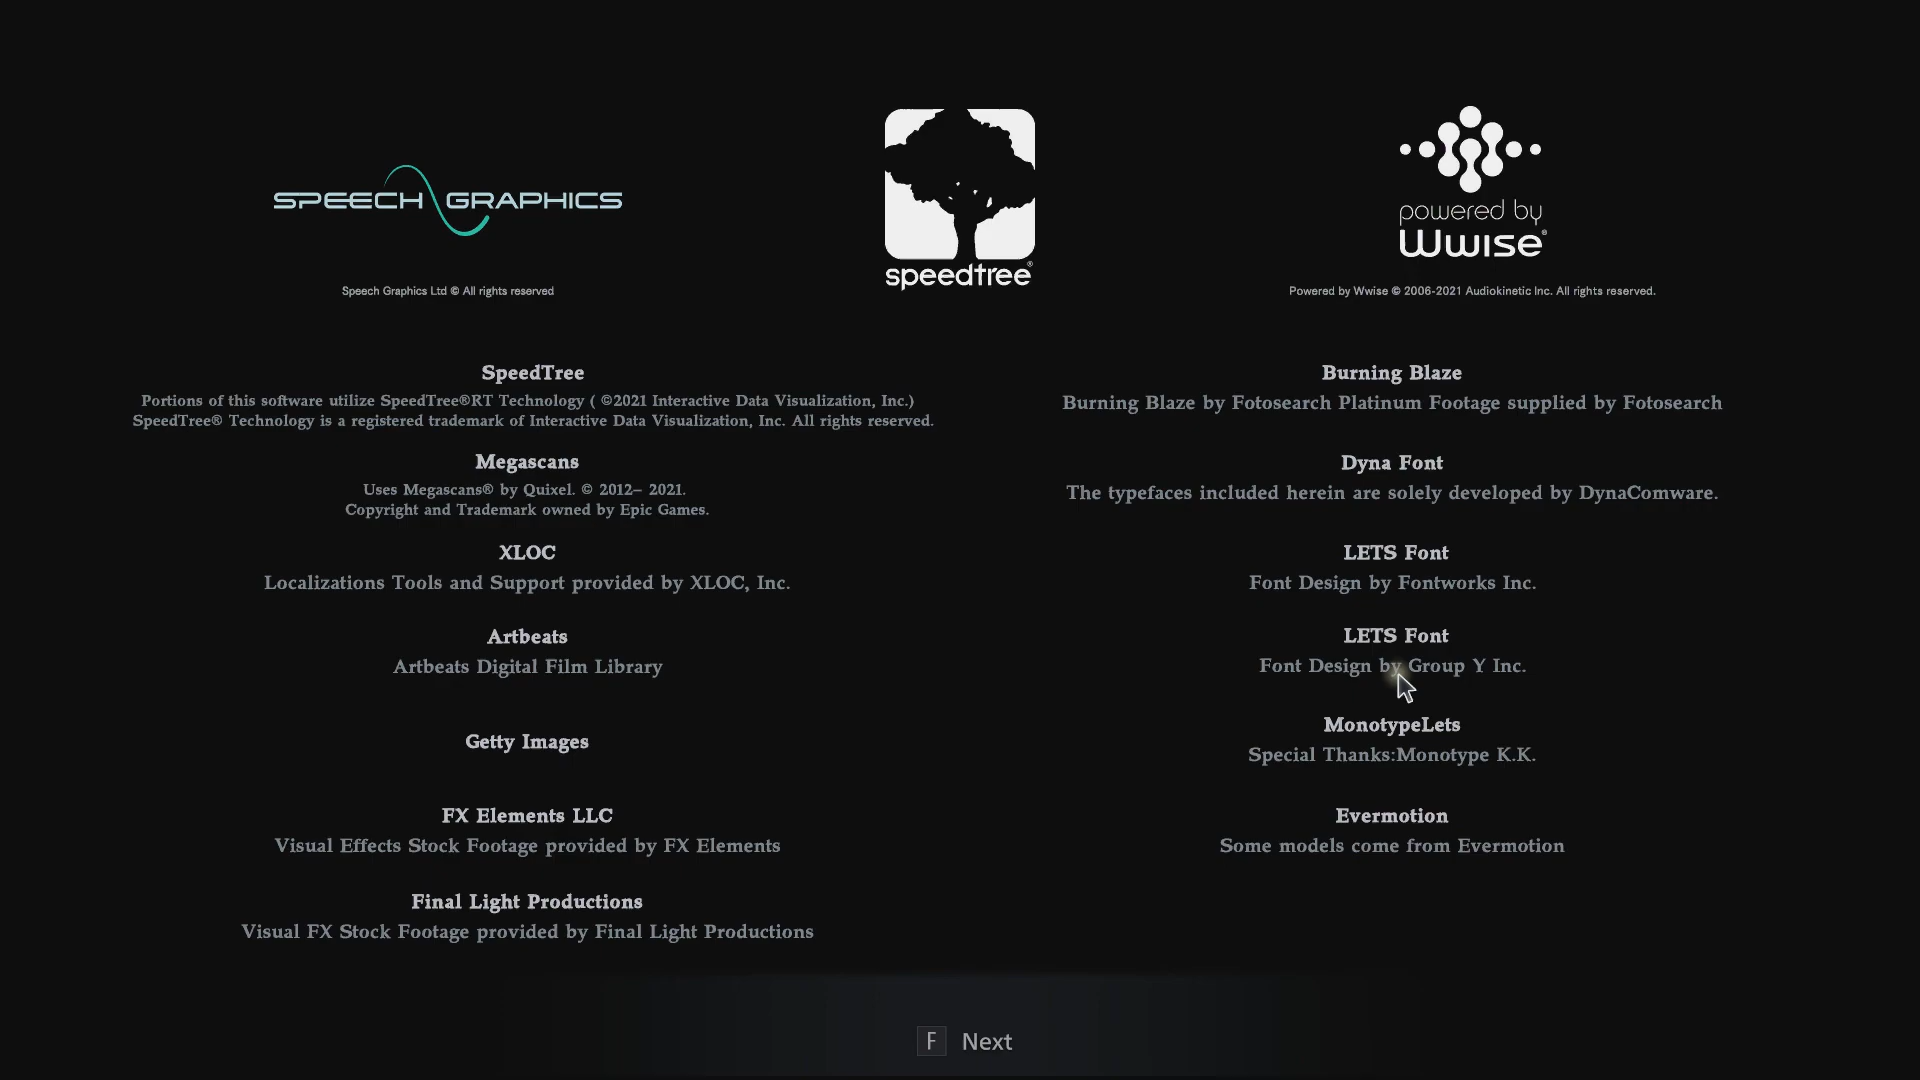 SPEECH GRAPHICS
Speech Graphics Ltd © All rights reserved
speedtree®
powered by
Wwise®
Powered by Wwise © 2006-2021 Audiokinetic Inc. All rights reserved.
SpeedTree
Portions of this software utilize SpeedTree®RT Technology ( ©2021 Interactive Data Visualization, Inc.)
SpeedTree® Technology is a registered trademark of Interactive Data Visualization, Inc. All rights reserved.
Megascans
Uses Megascans® by Quixel. © 2012– 2021.
Copyright and Trademark owned by Epic Games.
XLOC
Localizations Tools and Support provided by XLOC, Inc.
Artbeats
Artbeats Digital Film Library
Getty Images
FX Elements LLC
Visual Effects Stock Footage provided by FX Elements
Final Light Productions
Visual FX Stock Footage provided by Final Light Productions
Burning Blaze
Burning Blaze by Fotosearch Platinum Footage supplied by Fotosearch
Dyna Font
The typefaces included herein are solely developed by DynaComware.
LETS Font
Font Design by Fontworks Inc.
LETS Font
Font Design by Group Y Inc.
MonotypeLets
Special Thanks:Monotype K.K.
Evermotion
Some models come from Evermotion
F Next